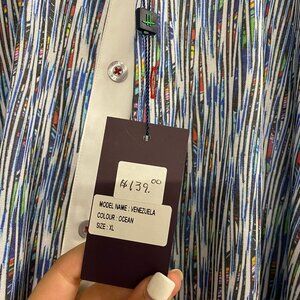 $139.00
MODEL NAME : VENEZUELA
COLOUR : OCEAN
SIZE : XL